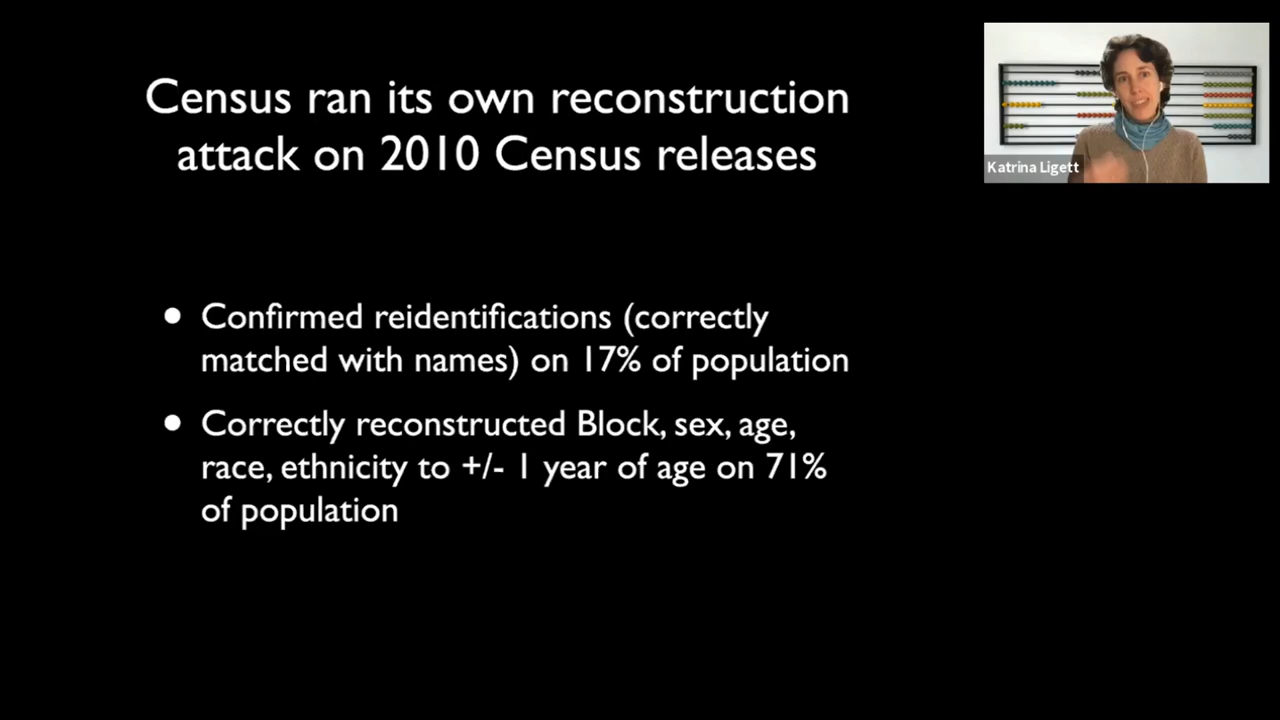 Census ran its own reconstruction
attack on 2010 Census releases
Katrina Ligett
• Confirmed reidentifications (correctly
matched with names) on 17% of population
• Correctly reconstructed Block, sex, age,
race, ethnicity to +/- 1 year of age on 71%
of population